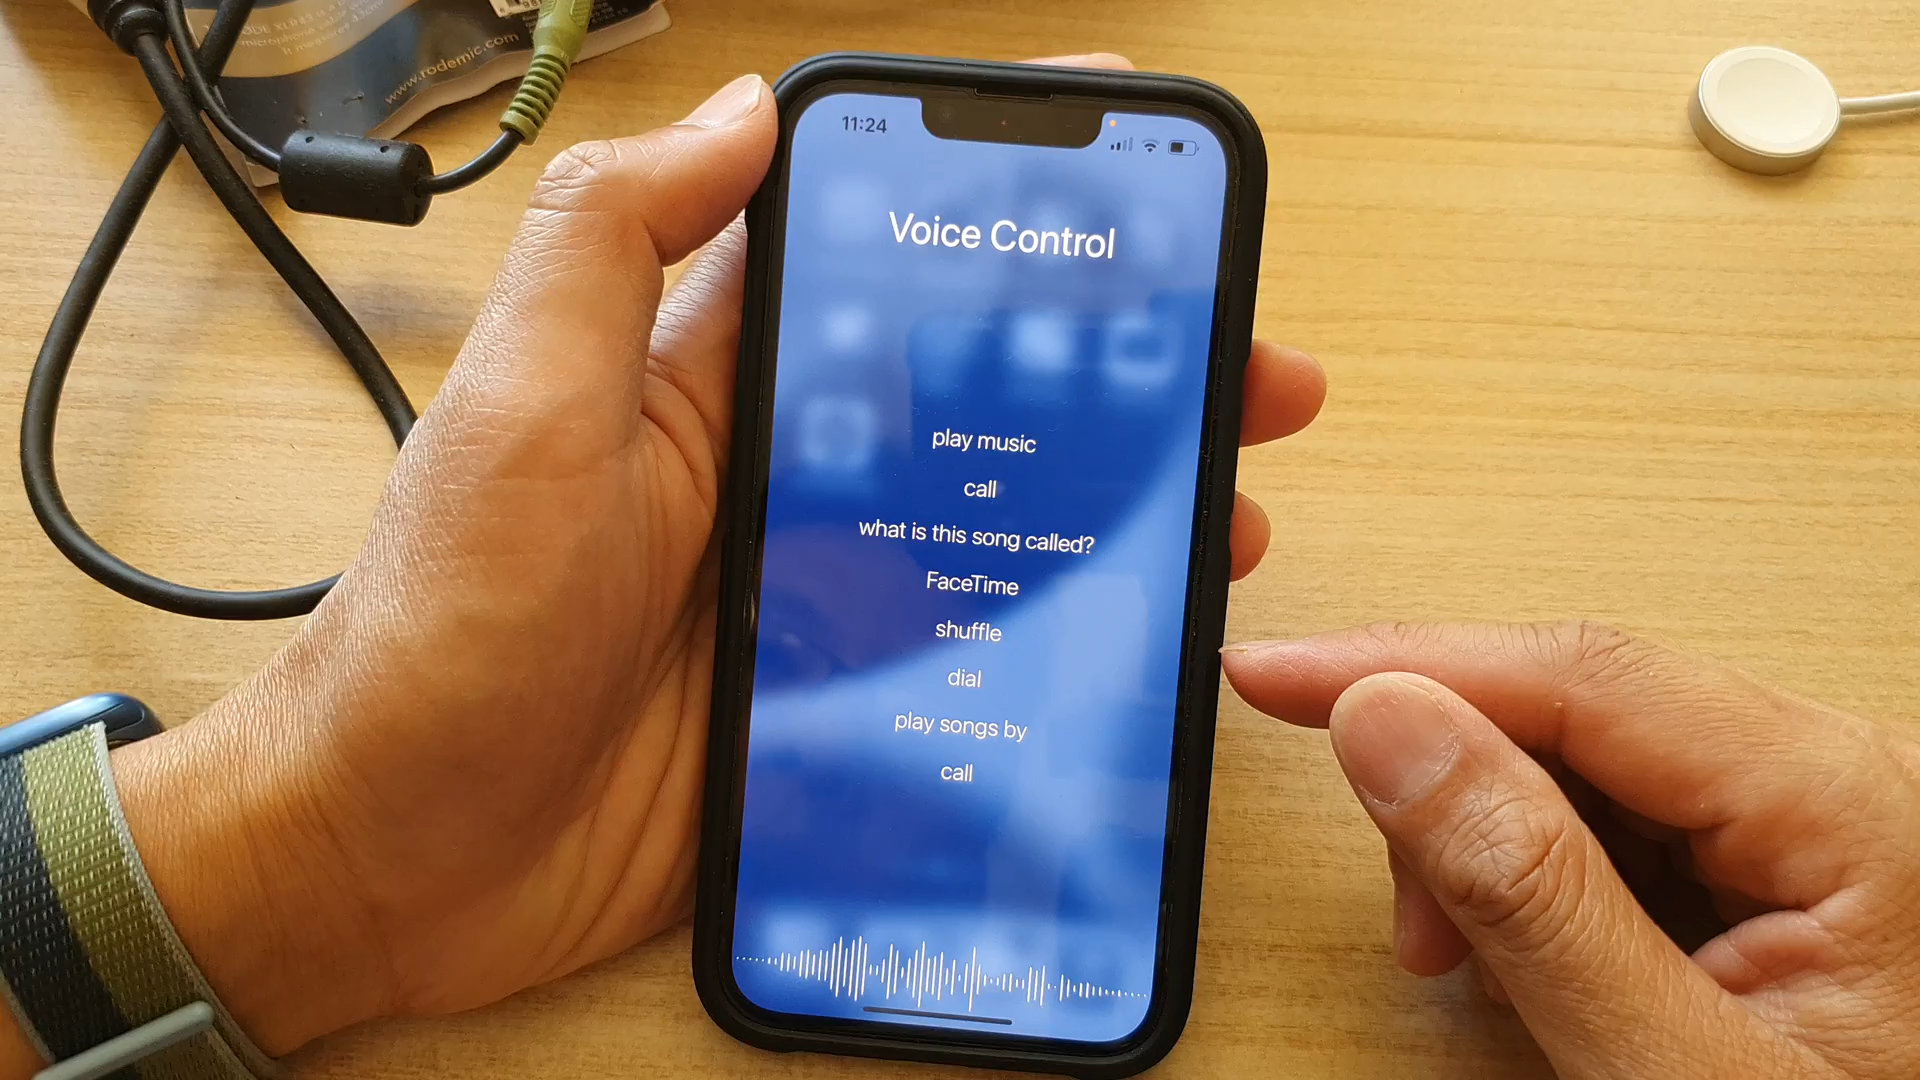 microphone
www.rodemic.com
11:24
Voice Control
play music
call
what is this song called?
FaceTime
shuffle
dial
play songs by
call